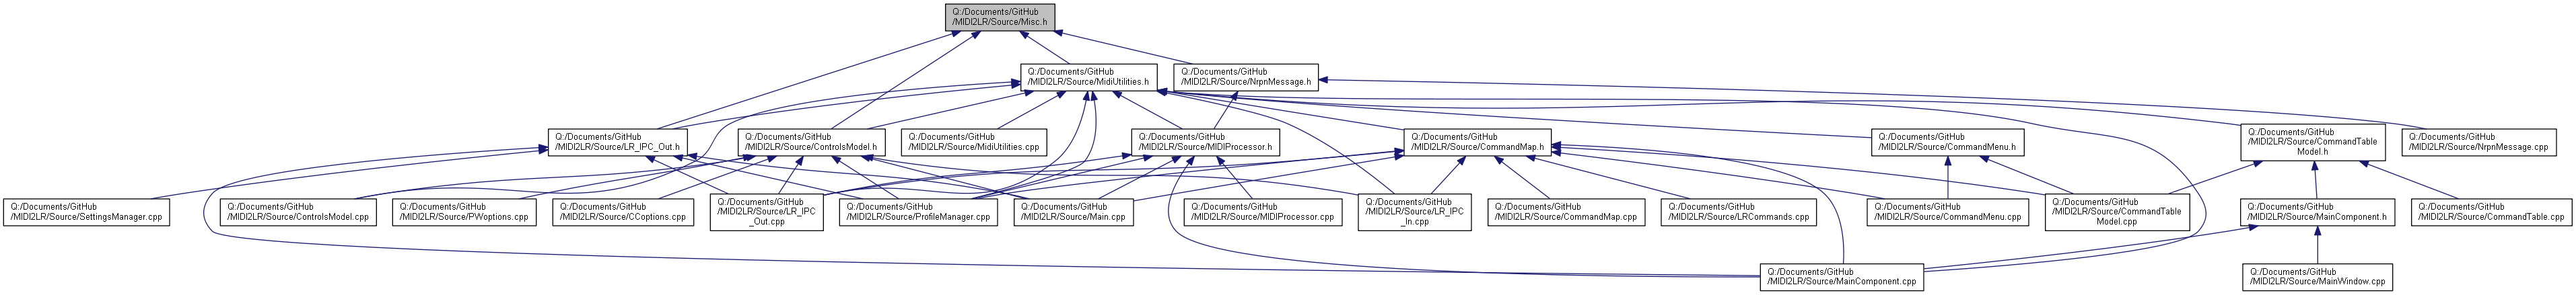 Q:/Documents/GitHub
/MIDI2LR/Source/Misc.h
Q:/Documents/GitHub
/MIDI2LR/Source/MidiUtilities.h
Q:/Documents/GitHub
/MIDI2LR/Source/NrpnMessage.h
Q:/Documents/GitHub
/MIDI2LR/Source/LR_IPC_Out.h
Q:/Documents/GitHub
/MIDI2LR/Source/ControlsModel.h
Q:/Documents/GitHub
/MIDI2LR/Source/MidiUtilities.cpp
Q:/Documents/GitHub
/MIDI2LR/Source/MIDIProcessor.h
Q:/Documents/GitHub
/MIDI2LR/Source/CommandMap.h
Q:/Documents/GitHub
/MIDI2LR/Source/CommandMenu.h
Q:/Documents/GitHub
/MIDI2LR/Source/CommandTable
Model.h
Q:/Documents/GitHub
/MIDI2LR/Source/NrpnMessage.cpp
Q:/Documents/GitHub
/MIDI2LR/Source/SettingsManager.cpp
Q:/Documents/GitHub
/MIDI2LR/Source/ControlsModel.cpp
Q:/Documents/GitHub
/MIDI2LR/Source/PWoptions.cpp
Q:/Documents/GitHub
/MIDI2LR/Source/CCoptions.cpp
Q:/Documents/GitHub
/MIDI2LR/Source/LR_IPC
_Out.cpp
Q:/Documents/GitHub
/MIDI2LR/Source/ProfileManager.cpp
Q:/Documents/GitHub
/MIDI2LR/Source/Main.cpp
Q:/Documents/GitHub
/MIDI2LR/Source/MIDIProcessor.cpp
Q:/Documents/GitHub
/MIDI2LR/Source/LR_IPC
_In.cpp
Q:/Documents/GitHub
/MIDI2LR/Source/CommandMap.cpp
Q:/Documents/GitHub
/MIDI2LR/Source/LRCommands.cpp
Q:/Documents/GitHub
/MIDI2LR/Source/CommandMenu.cpp
Q:/Documents/GitHub
/MIDI2LR/Source/CommandTable
Model.cpp
Q:/Documents/GitHub
/MIDI2LR/Source/MainComponent.h
Q:/Documents/GitHub
/MIDI2LR/Source/CommandTable.cpp
Q:/Documents/GitHub
/MIDI2LR/Source/MainComponent.cpp
Q:/Documents/GitHub
/MIDI2LR/Source/MainWindow.cpp